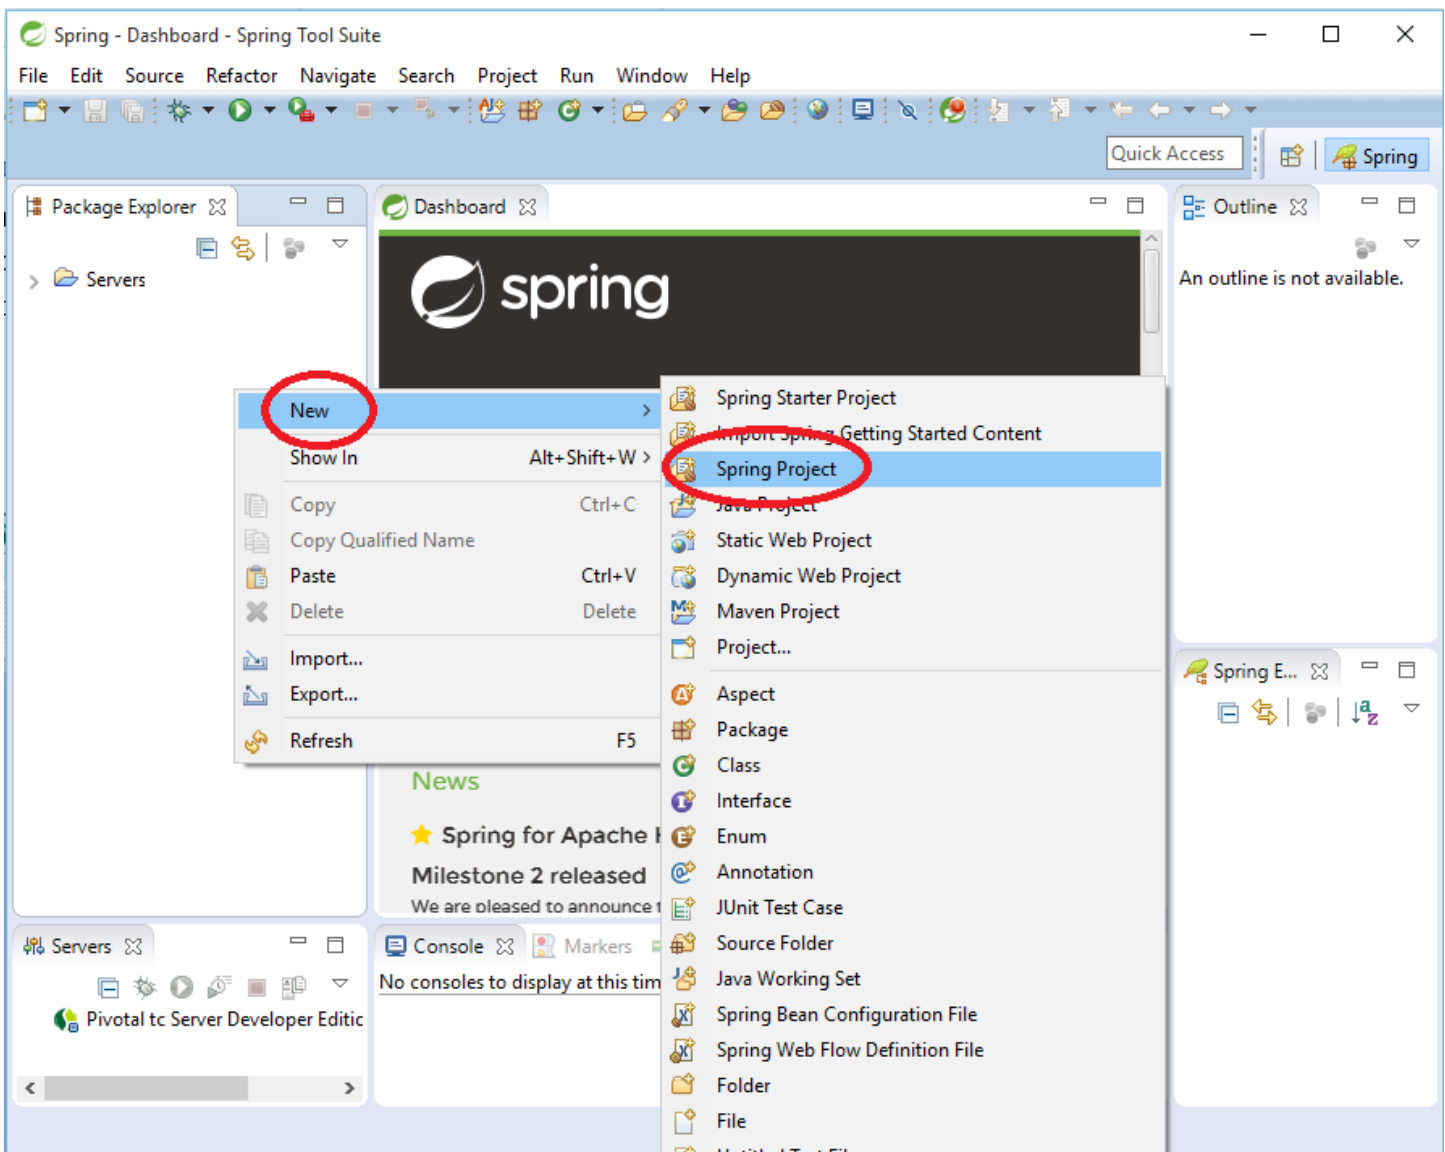 Spring - Dashboard - Spring Tool Suite
File Edit Source Refactor Navigate Search Project Run Window Help
Quick Access
Spring
Package Explorer
Servers
Dashboard
spring
Outline
An outline is not available.
New
Show In Alt+Shift+W
Copy Ctrl+C
Copy Qualified Name
Paste Ctrl+V
Delete Delete
Import...
Export...
Refresh F5
Spring Starter Project
Import Spring Getting Started Content
Spring Project
Java Project
Static Web Project
Dynamic Web Project
Maven Project
Project...
Aspect
Package
Class
Interface
Enum
Annotation
JUnit Test Case
Source Folder
Java Working Set
Spring Bean Configuration File
Spring Web Flow Definition File
Folder
File
Spring E...
News
Spring for Apache
Milestone 2 released
We are pleased to announce
Servers
Pivotal tc Server Developer Editic
Console Markers
No consoles to display at this tim